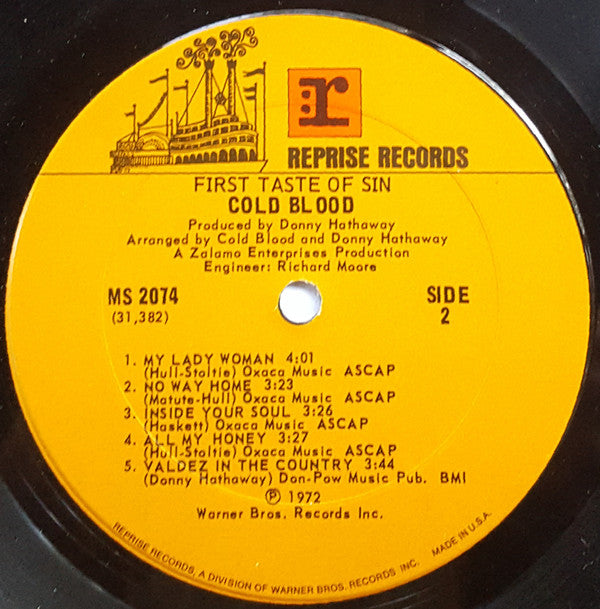 r
REPRISE RECORDS
FIRST TASTE OF SIN
COLD BLOOD
Produced by Donny Hathaway
Arranged by Cold Blood and Donny Hathaway
A Zalamo Enterprises Production
Engineer: Richard Moore
MS 2074
(31,382)
SIDE
2
1. MY LADY WOMAN 4:01
(Hull-Stoltie) Oxaca Music ASCAP
2. NO WAY HOME 3:23
(Matute-Hull) Oxaca Music ASCAP
3. INSIDE YOUR SOUL 3:26
(Haskett) Oxaca Music ASCAP
4. ALL MY HONEY 3:27
(Hull-Stoltie) Oxaca Music ASCAP
5. VALDEZ IN THE COUNTRY 3:44
(Donny Hathaway) Don-Pow Music Pub. BMI
℗ 1972
Warner Bros. Records Inc.
REPRISE RECORDS, A DIVISION OF WARNER BROS. RECORDS INC. MADE IN U.S.A.